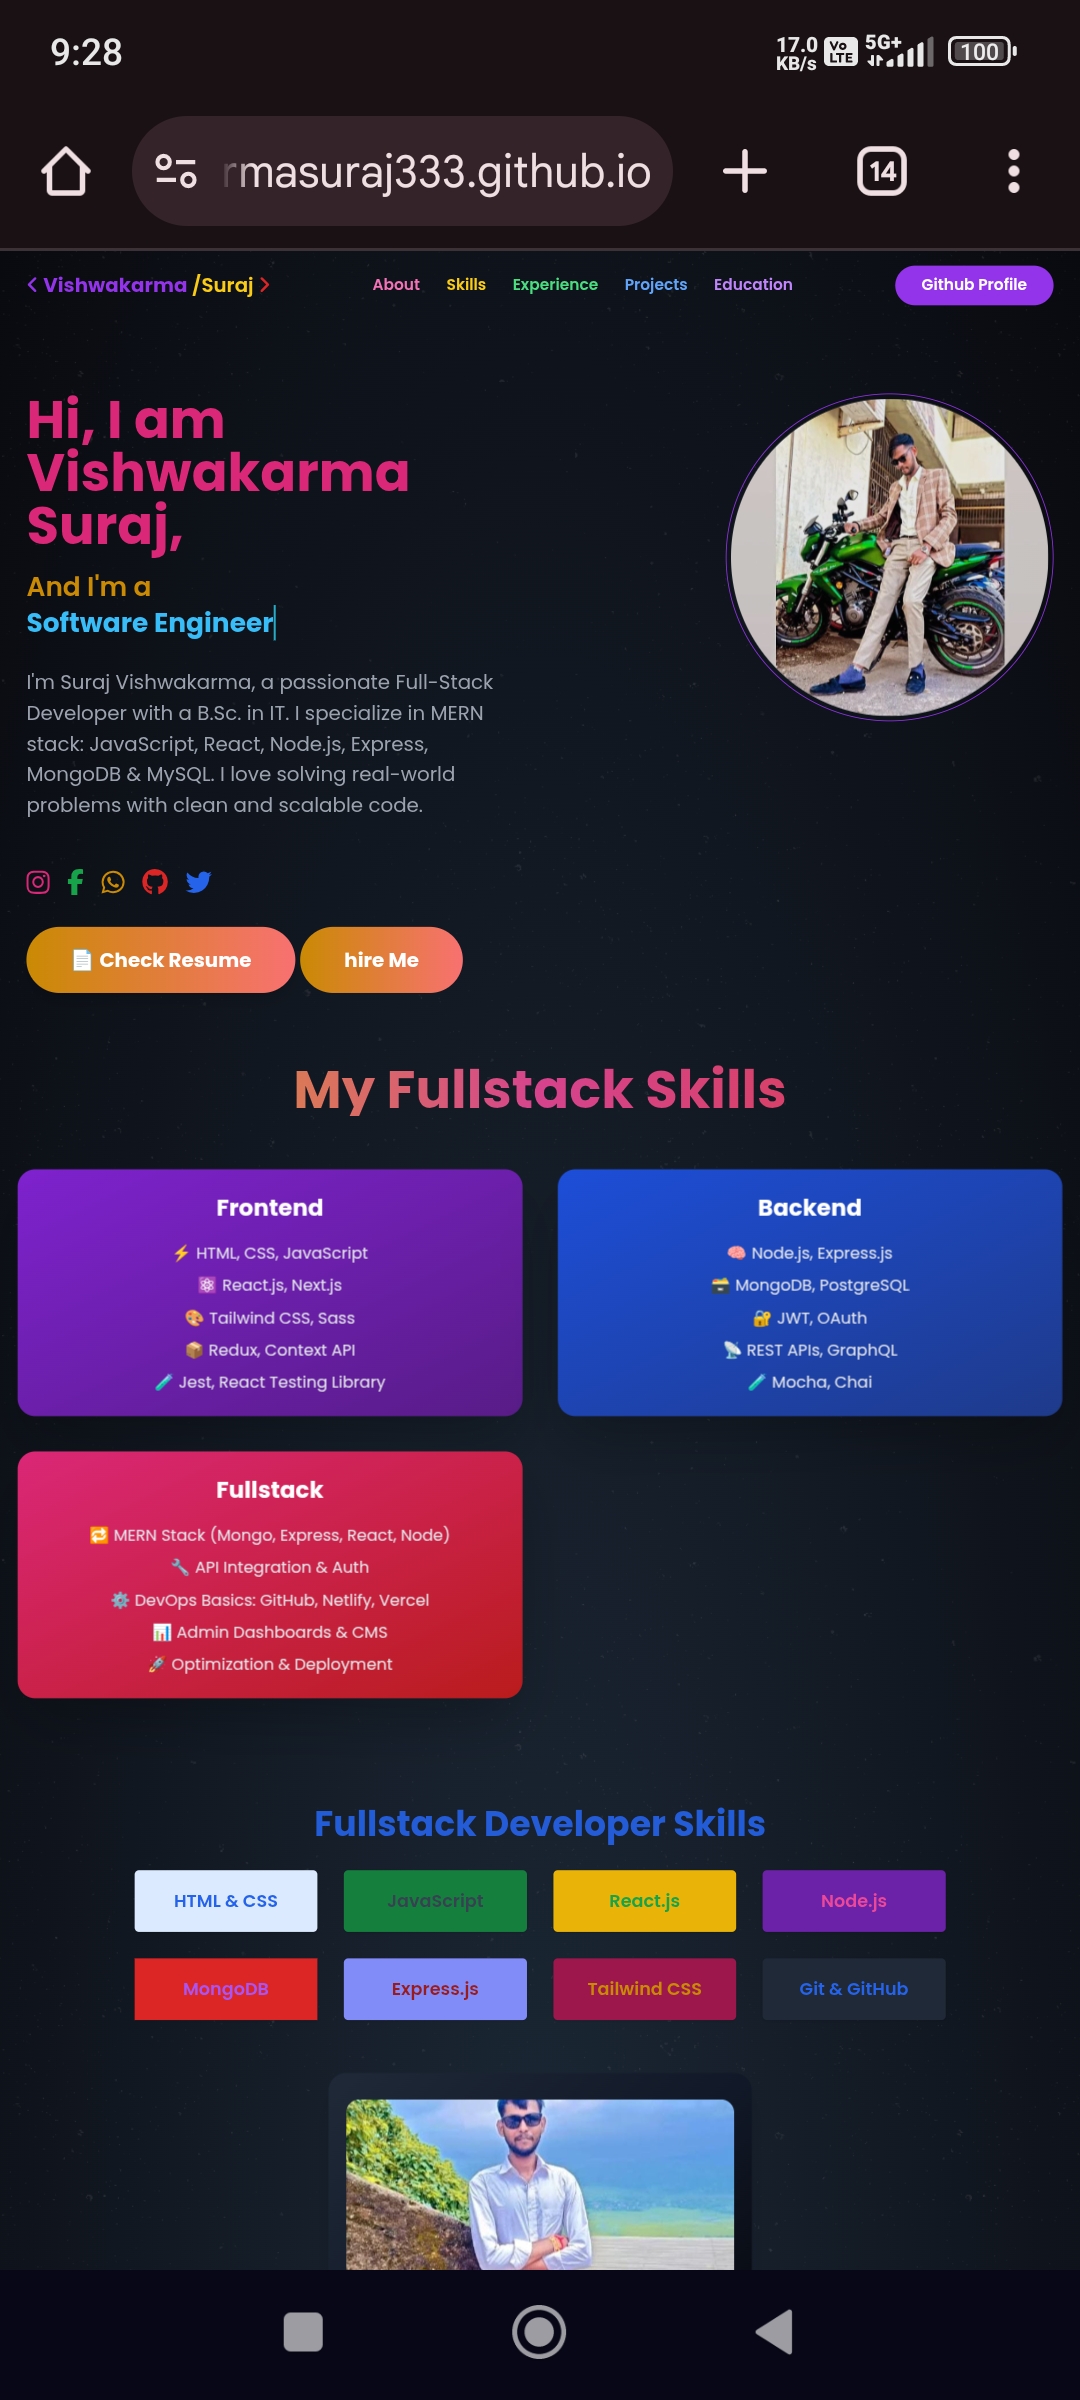 9:28
17.0
KB/s
Vo
LTE
5G+
100
rmasuraj333.github.io
14
Vishwakarma /Suraj
About
Skills
Experience
Projects
Education
Github Profile
Hi, I am
Vishwakarma
Suraj,
And I'm a
Software Engineer
I'm Suraj Vishwakarma, a passionate Full-Stack
Developer with a B.Sc. in IT. I specialize in MERN
stack: JavaScript, React, Node.js, Express,
MongoDB & MySQL. I love solving real-world
problems with clean and scalable code.
📄 Check Resume
hire Me
My Fullstack Skills
Frontend
⚡ HTML, CSS, JavaScript
⚛️ React.js, Next.js
🎨 Tailwind CSS, Sass
📦 Redux, Context API
🧪 Jest, React Testing Library
Backend
🧠 Node.js, Express.js
🗃️ MongoDB, PostgreSQL
🔐 JWT, OAuth
📡 REST APIs, GraphQL
🧪 Mocha, Chai
Fullstack
🔁 MERN Stack (Mongo, Express, React, Node)
🔧 API Integration & Auth
⚙️ DevOps Basics: GitHub, Netlify, Vercel
📊 Admin Dashboards & CMS
🚀 Optimization & Deployment
Fullstack Developer Skills
HTML & CSS
JavaScript
React.js
Node.js
MongoDB
Express.js
Tailwind CSS
Git & GitHub